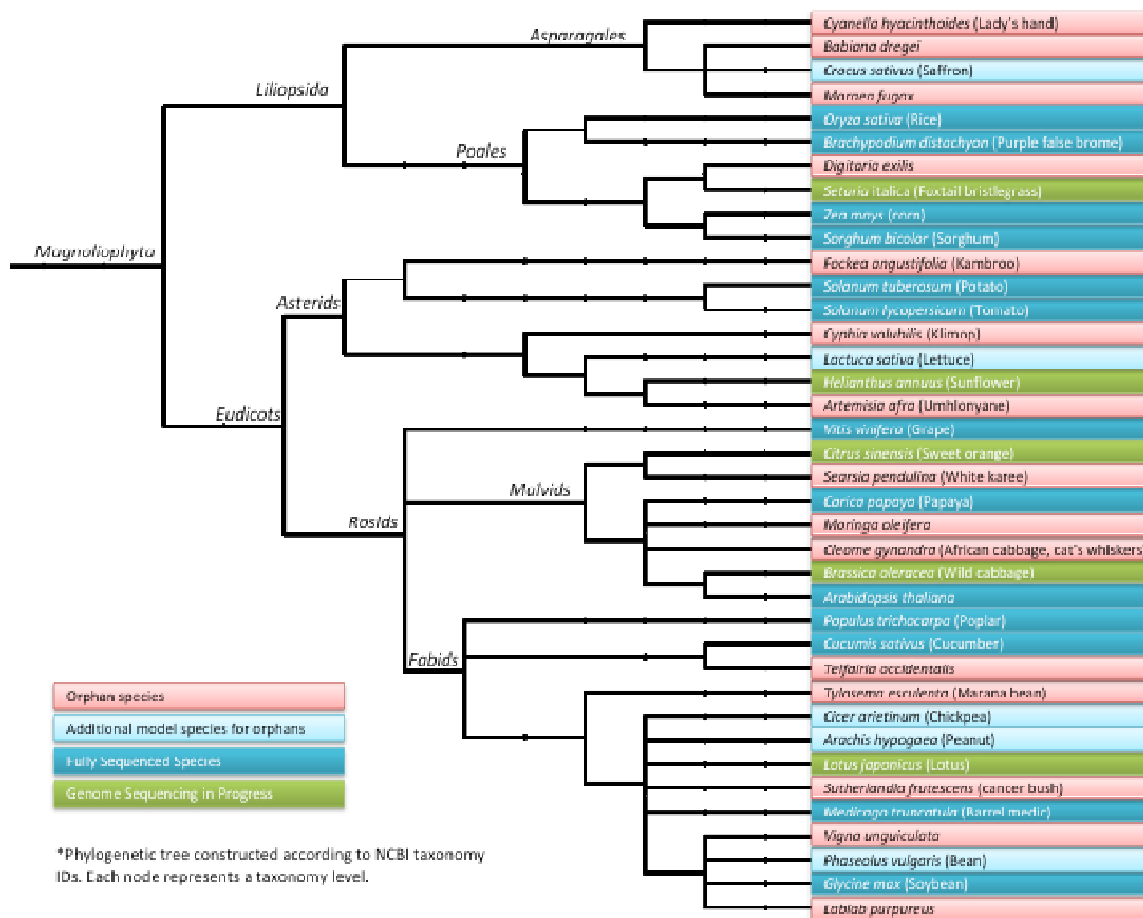 Cyanella hyacinthoides (Lady's hand)
Asparagales
Babiana dregei
Crocus sativus (Saffron)
Liliopsida
Moraea fugax
Oryza sativa (Rice)
Brachypodium distachyon (Purple false brome)
Poales
Digitaria exilis
Setaria italica (Foxtail bristlegrass)
Zea mays (corn)
Sorghum bicolor (Sorghum)
Magnoliophyta
Fockea angustifolia (Kambroo)
Solanum tuberosum (Potato)
Asterids
Solanum lycopersicum (Tomato)
Cyphia volubilis (Klimop)
Lactuca sativa (Lettuce)
Helianthus annuus (Sunflower)
Artemisia afra (Umhlonyane)
Eudicots
Vitis vinifera (Grape)
Citrus sinensis (Sweet orange)
Searsia pendulina (White karee)
Malvids
Carica papaya (Papaya)
Rosids
Moringa oleifera
Cleome gynandra (African cabbage, cat's whiskers)
Brassica oleracea (Wild cabbage)
Arabidopsis thaliana
Populus trichocarpa (Poplar)
Cucumis sativus (Cucumber)
Fabids
Telfairia occidentalis
Tylosema esculenta (Marama bean)
Cicer arietinum (Chickpea)
Arachis hypogaea (Peanut)
Lotus japonicus (Lotus)
Sutherlandia frutescens (cancer bush)
Medicago truncatula (Barrel medic)
Vigna unguiculata
Phaseolus vulgaris (Bean)
Glycine max (Soybean)
Lablab purpureus
Orphan species
Additional model species for orphans
Fully Sequenced Species
Genome Sequencing in Progress
*Phylogenetic tree constructed according to NCBI taxonomy
IDs. Each node represents a taxonomy level.